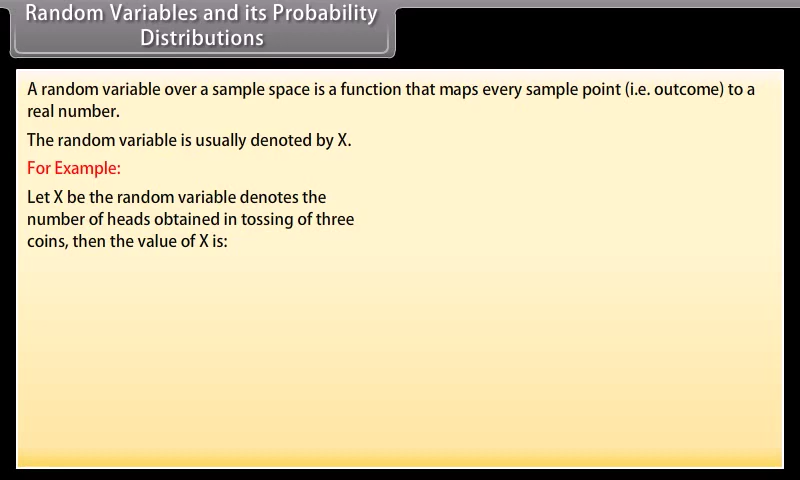 Random Variables and its Probability
Distributions
A random variable over a sample space is a function that maps every sample point (i.e. outcome) to a
real number.
The random variable is usually denoted by X.
For Example:
Let X be the random variable denotes the
number of heads obtained in tossing of three
coins, then the value of X is: